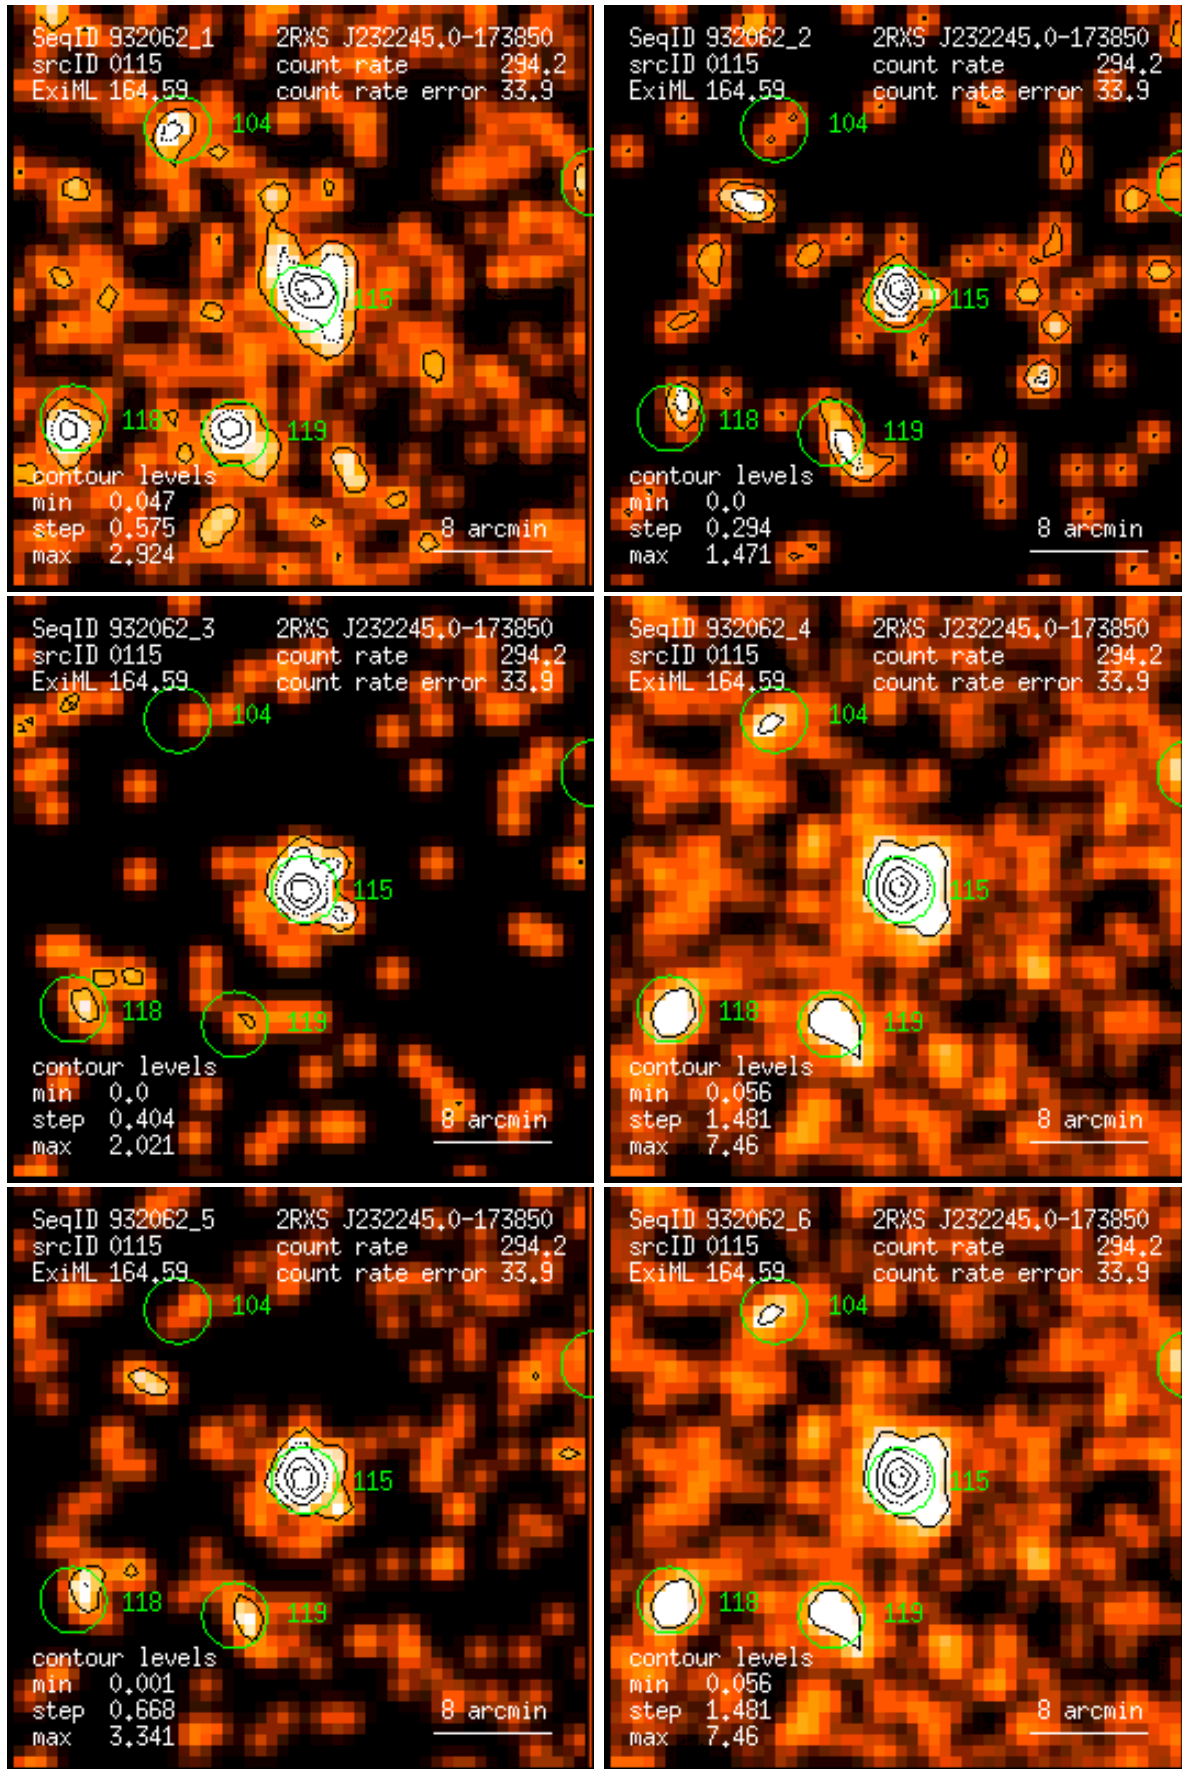 SeqID 932062_1 2RXS J232245.0-173850
srcID 0115 count rate 294.2
ExiML 164.59 count rate error 33.9
104
115
118
119
contour levels
min 0.047
step 0.575 8 arcmin
max 2.924
SeqID 932062_2 2RXS J232245.0-173850
srcID 0115 count rate 294.2
ExiML 164.59 count rate error 33.9
104
115
118
119
contour levels
min 0.0
step 0.294 8 arcmin
max 1.471
SeqID 932062_3 2RXS J232245.0-173850
srcID 0115 count rate 294.2
ExiML 164.59 count rate error 33.9
104
115
118
119
contour levels
min 0.0
step 0.404 8 arcmin
max 2.021
SeqID 932062_4 2RXS J232245.0-173850
srcID 0115 count rate 294.2
ExiML 164.59 count rate error 33.9
104
115
118
119
contour levels
min 0.056
step 1.481 8 arcmin
max 7.46
SeqID 932062_5 2RXS J232245.0-173850
srcID 0115 count rate 294.2
ExiML 164.59 count rate error 33.9
104
115
118
119
contour levels
min 0.001
step 0.668 8 arcmin
max 3.341
SeqID 932062_6 2RXS J232245.0-173850
srcID 0115 count rate 294.2
ExiML 164.59 count rate error 33.9
104
115
118
119
contour levels
min 0.056
step 1.481 8 arcmin
max 7.46